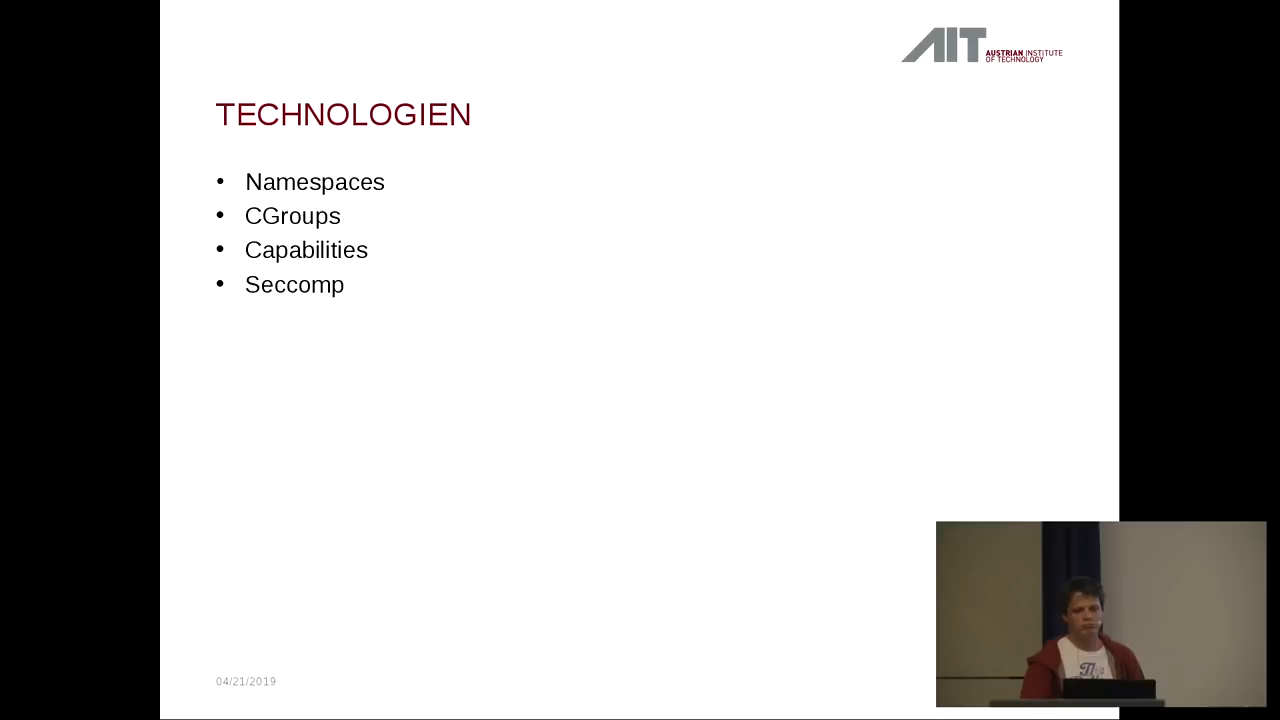 AIT AUSTRIAN INSTITUTE
OF TECHNOLOGY
TECHNOLOGIEN
• Namespaces
• CGroups
• Capabilities
• Seccomp
04/21/2019